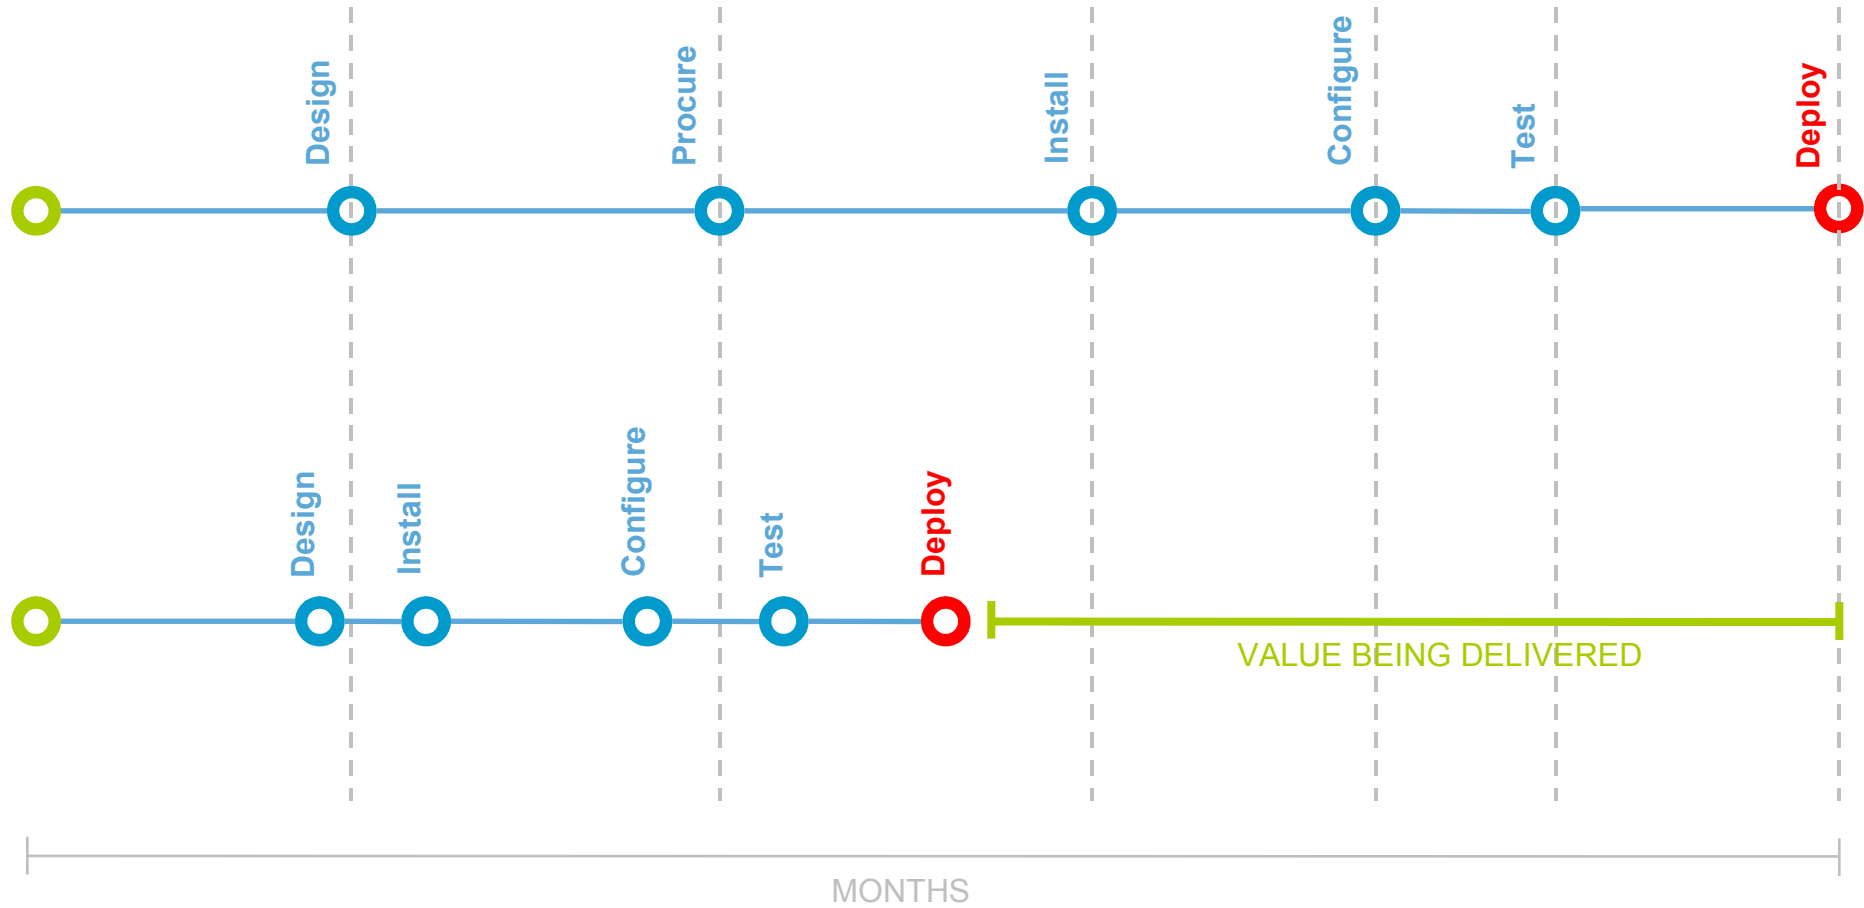 Design
Procure
Install
Configure
Test
Deploy
Design
Install
Configure
Test
Deploy
VALUE BEING DELIVERED
MONTHS